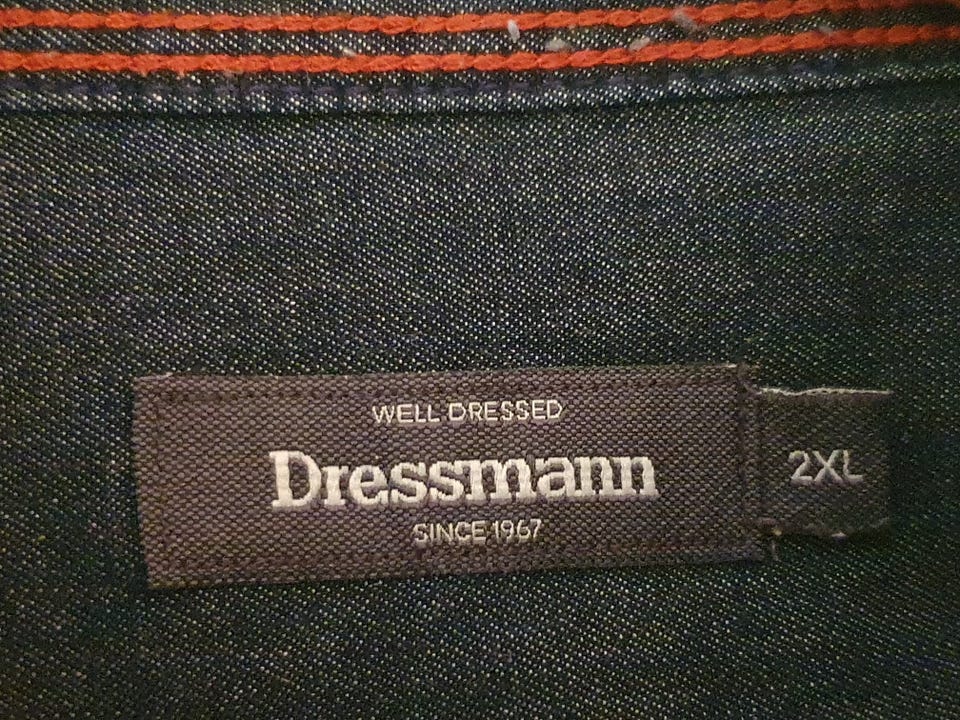 WELL DRESSED
Dressmann
SINCE 1967
2XL